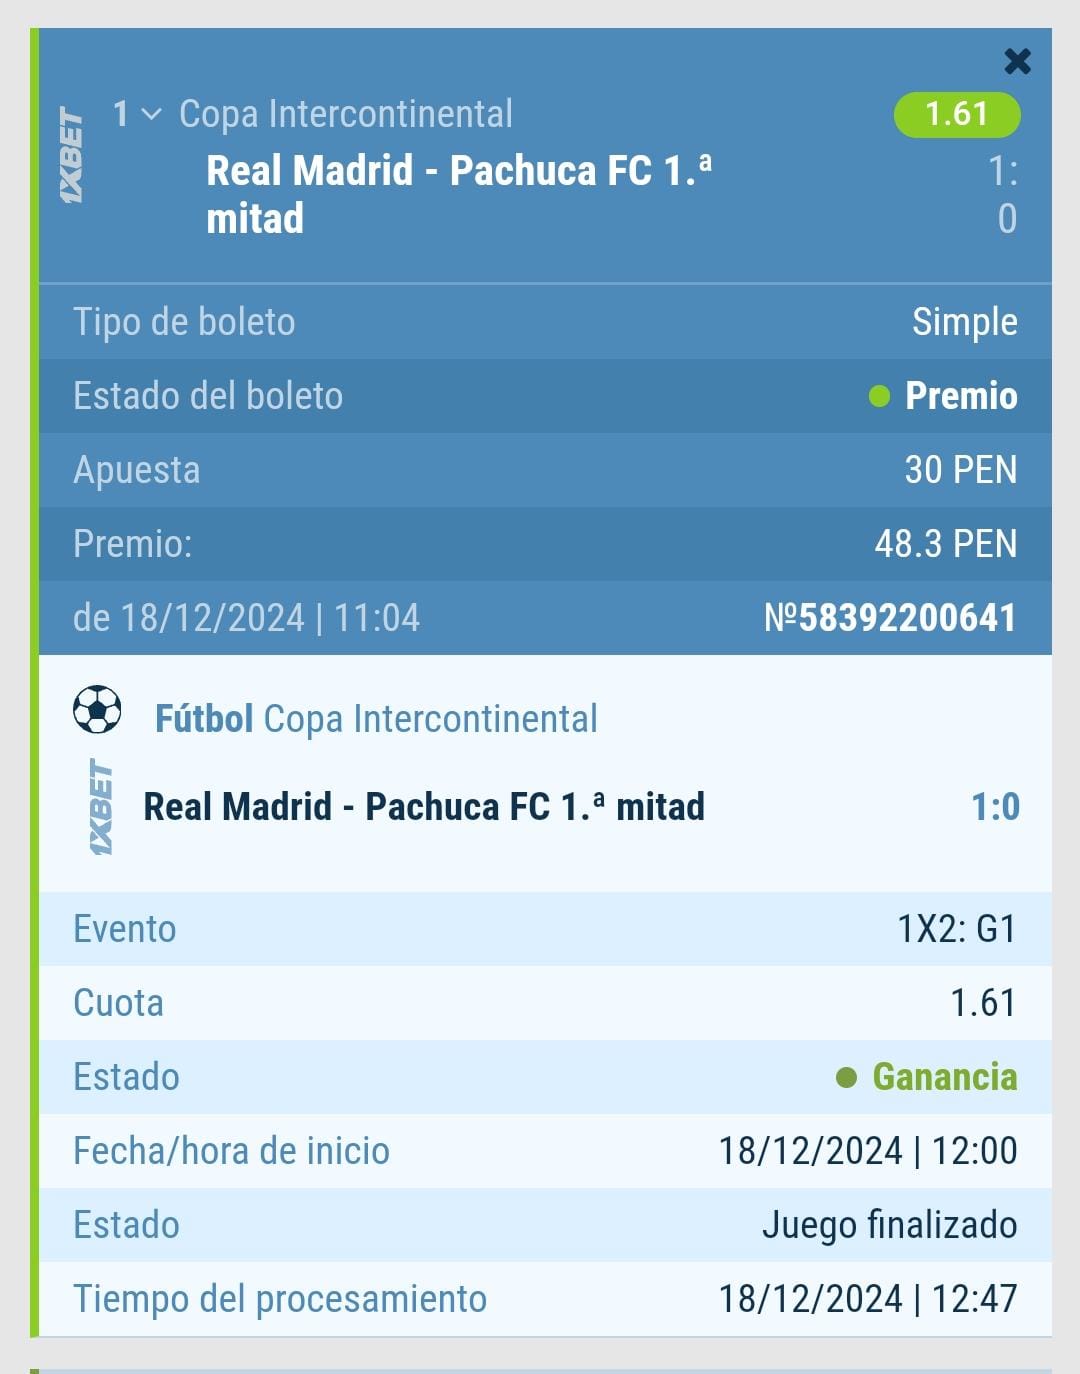 1XBET
1 Copa Intercontinental 1.61
Real Madrid - Pachuca FC 1.ª 1:
mitad 0
Tipo de boleto Simple
Estado del boleto Premio
Apuesta 30 PEN
Premio: 48.3 PEN
de 18/12/2024 | 11:04 №58392200641
Fútbol Copa Intercontinental
1XBET
Real Madrid - Pachuca FC 1.ª mitad 1:0
Evento 1X2: G1
Cuota 1.61
Estado Ganancia
Fecha/hora de inicio 18/12/2024 | 12:00
Estado Juego finalizado
Tiempo del procesamiento 18/12/2024 | 12:47